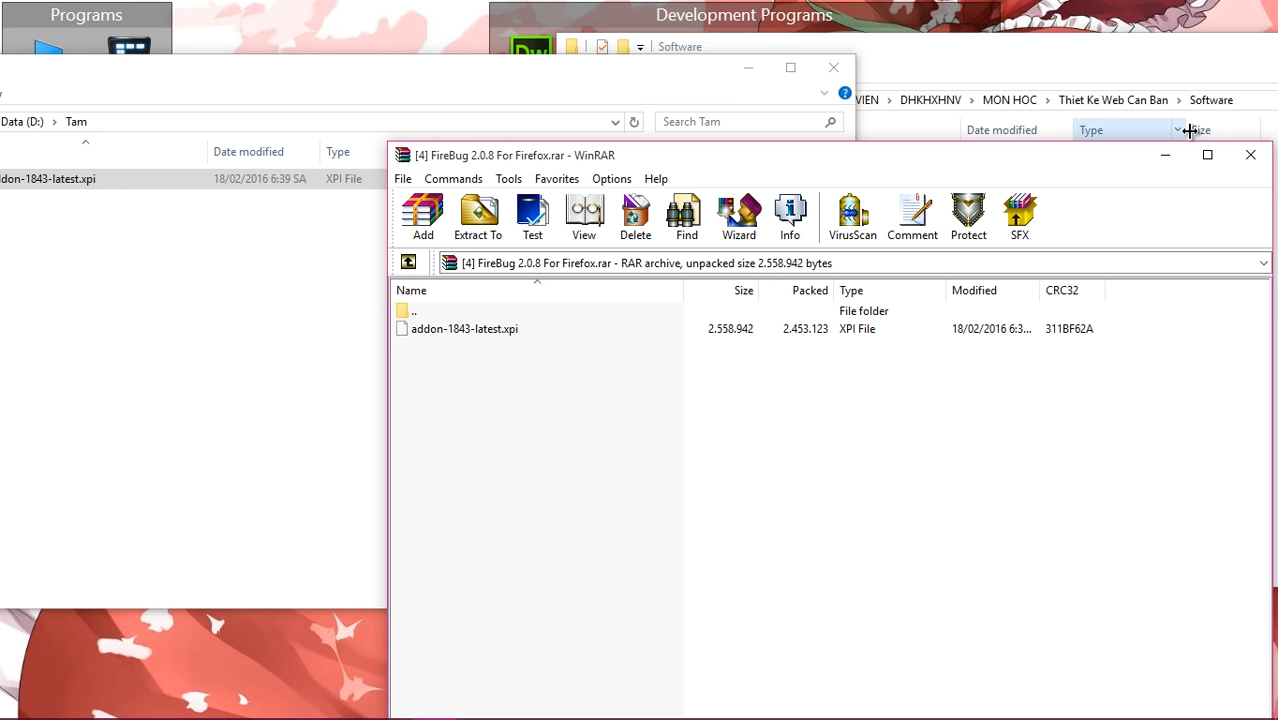 Programs
Development Programs
Dw
Software
VIEN > DHKHXHNV > MON HOC > Thiet Ke Web Can Ban > Software
Data (D:) > Tam
Search Tam
Date modified Type Size
Date modified Type
don-1843-latest.xpi 18/02/2016 6:39 SA XPI File
[4] FireBug 2.0.8 For Firefox.rar - WinRAR
File Commands Tools Favorites Options Help
Add Extract To Test View Delete Find Wizard Info VirusScan Comment Protect SFX
[4] FireBug 2.0.8 For Firefox.rar - RAR archive, unpacked size 2.558.942 bytes
Name Size Packed Type Modified CRC32
.. File folder
addon-1843-latest.xpi 2.558.942 2.453.123 XPI File 18/02/2016 6:3... 311BF62A